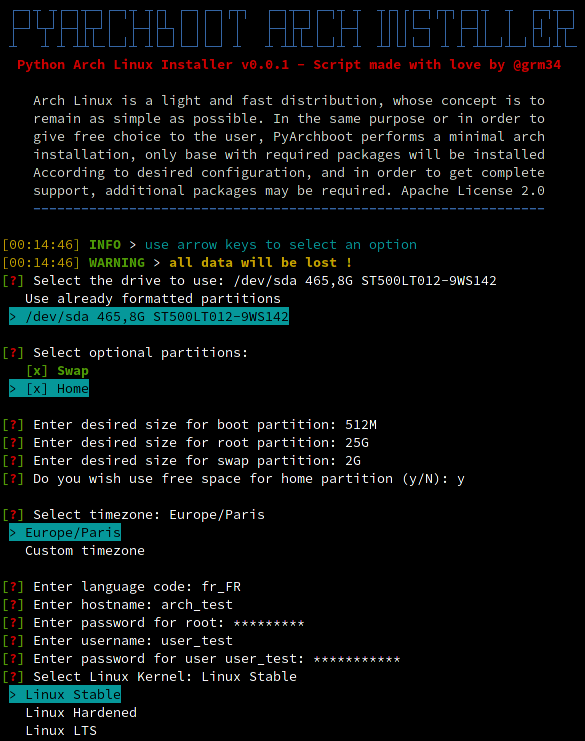 PYARCHBOOT ARCH INSTALLER
Python Arch Linux Installer v0.0.1 - Script made with love by @grm34
Arch Linux is a light and fast distribution, whose concept is to
remain as simple as possible. In the same purpose or in order to
give free choice to the user, PyArchboot performs a minimal arch
installation, only base with required packages will be installed
According to desired configuration, and in order to get complete
support, additional packages may be required. Apache License 2.0
----------------------------------------------------------------
[00:14:46] INFO > use arrow keys to select an option
[00:14:46] WARNING > all data will be lost !
[?] Select the drive to use: /dev/sda 465,8G ST500LT012-9WS142
Use already formatted partitions
> /dev/sda 465,8G ST500LT012-9WS142
[?] Select optional partitions:
[x] Swap
> [x] Home
[?] Enter desired size for boot partition: 512M
[?] Enter desired size for root partition: 25G
[?] Enter desired size for swap partition: 2G
[?] Do you wish use free space for home partition (y/N): y
[?] Select timezone: Europe/Paris
> Europe/Paris
Custom timezone
[?] Enter language code: fr_FR
[?] Enter hostname: arch_test
[?] Enter password for root: *********
[?] Enter username: user_test
[?] Enter password for user user_test: ***********
[?] Select Linux Kernel: Linux Stable
> Linux Stable
Linux Hardened
Linux LTS